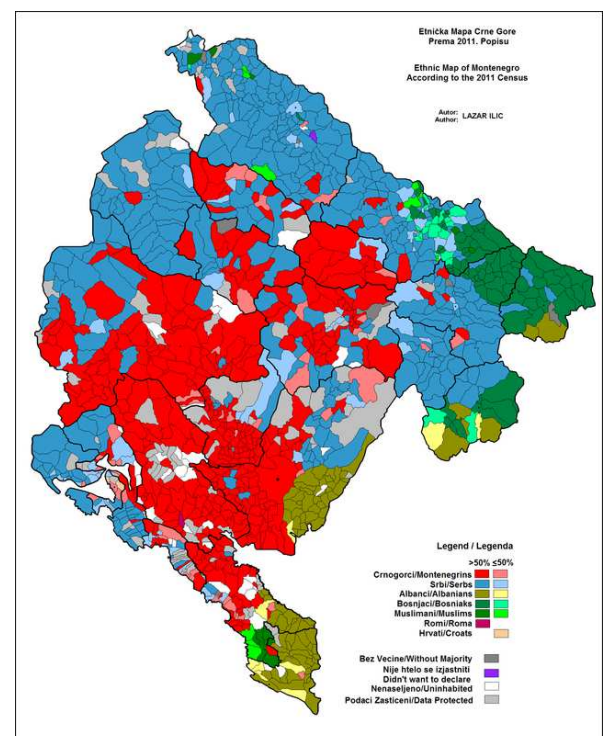 Etnička Mapa Crne Gore
Prema 2011. Popisu
Ethnic Map of Montenegro
According to the 2011 Census
Autor:
Author: LAZAR ILIC
Legend / Legenda
>50% ≤50%
Crnogorci/Montenegrins
Srbi/Serbs
Albanci/Albanians
Bosnjaci/Bosniaks
Muslimani/Muslims
Romi/Roma
Hrvati/Croats
Bez Vecine/Without Majority
Nije htelo se izjastniti
Didn't want to declare
Nenaseljeno/Uninhabited
Podaci Zasticeni/Data Protected